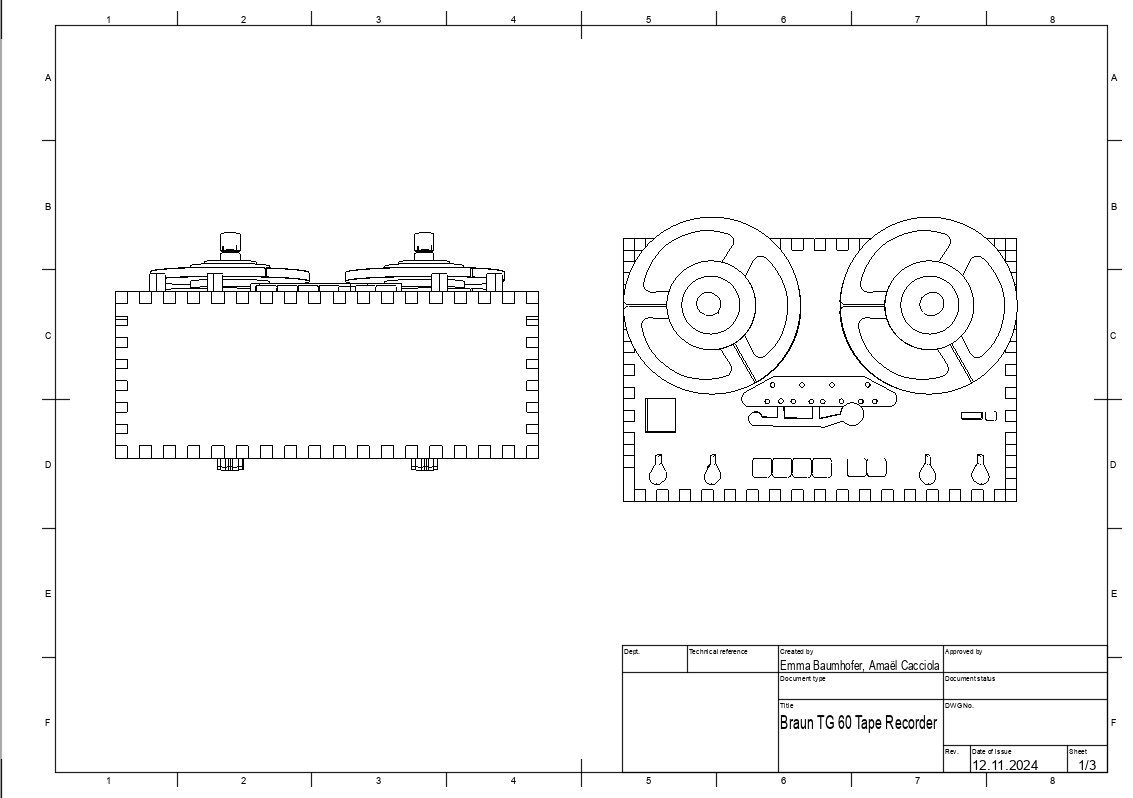 1 2 3 4 5 6 7 8
A A
B B
C C
D D
E E
Dept. Technical reference Created by Approved by
Emma Baumhofer, Amaël Cacciola
Document type Document status
Title DWG No.
F Braun TG 60 Tape Recorder F
Rev. Date of issue Sheet
12.11.2024 1/3
1 2 3 4 5 6 7 8